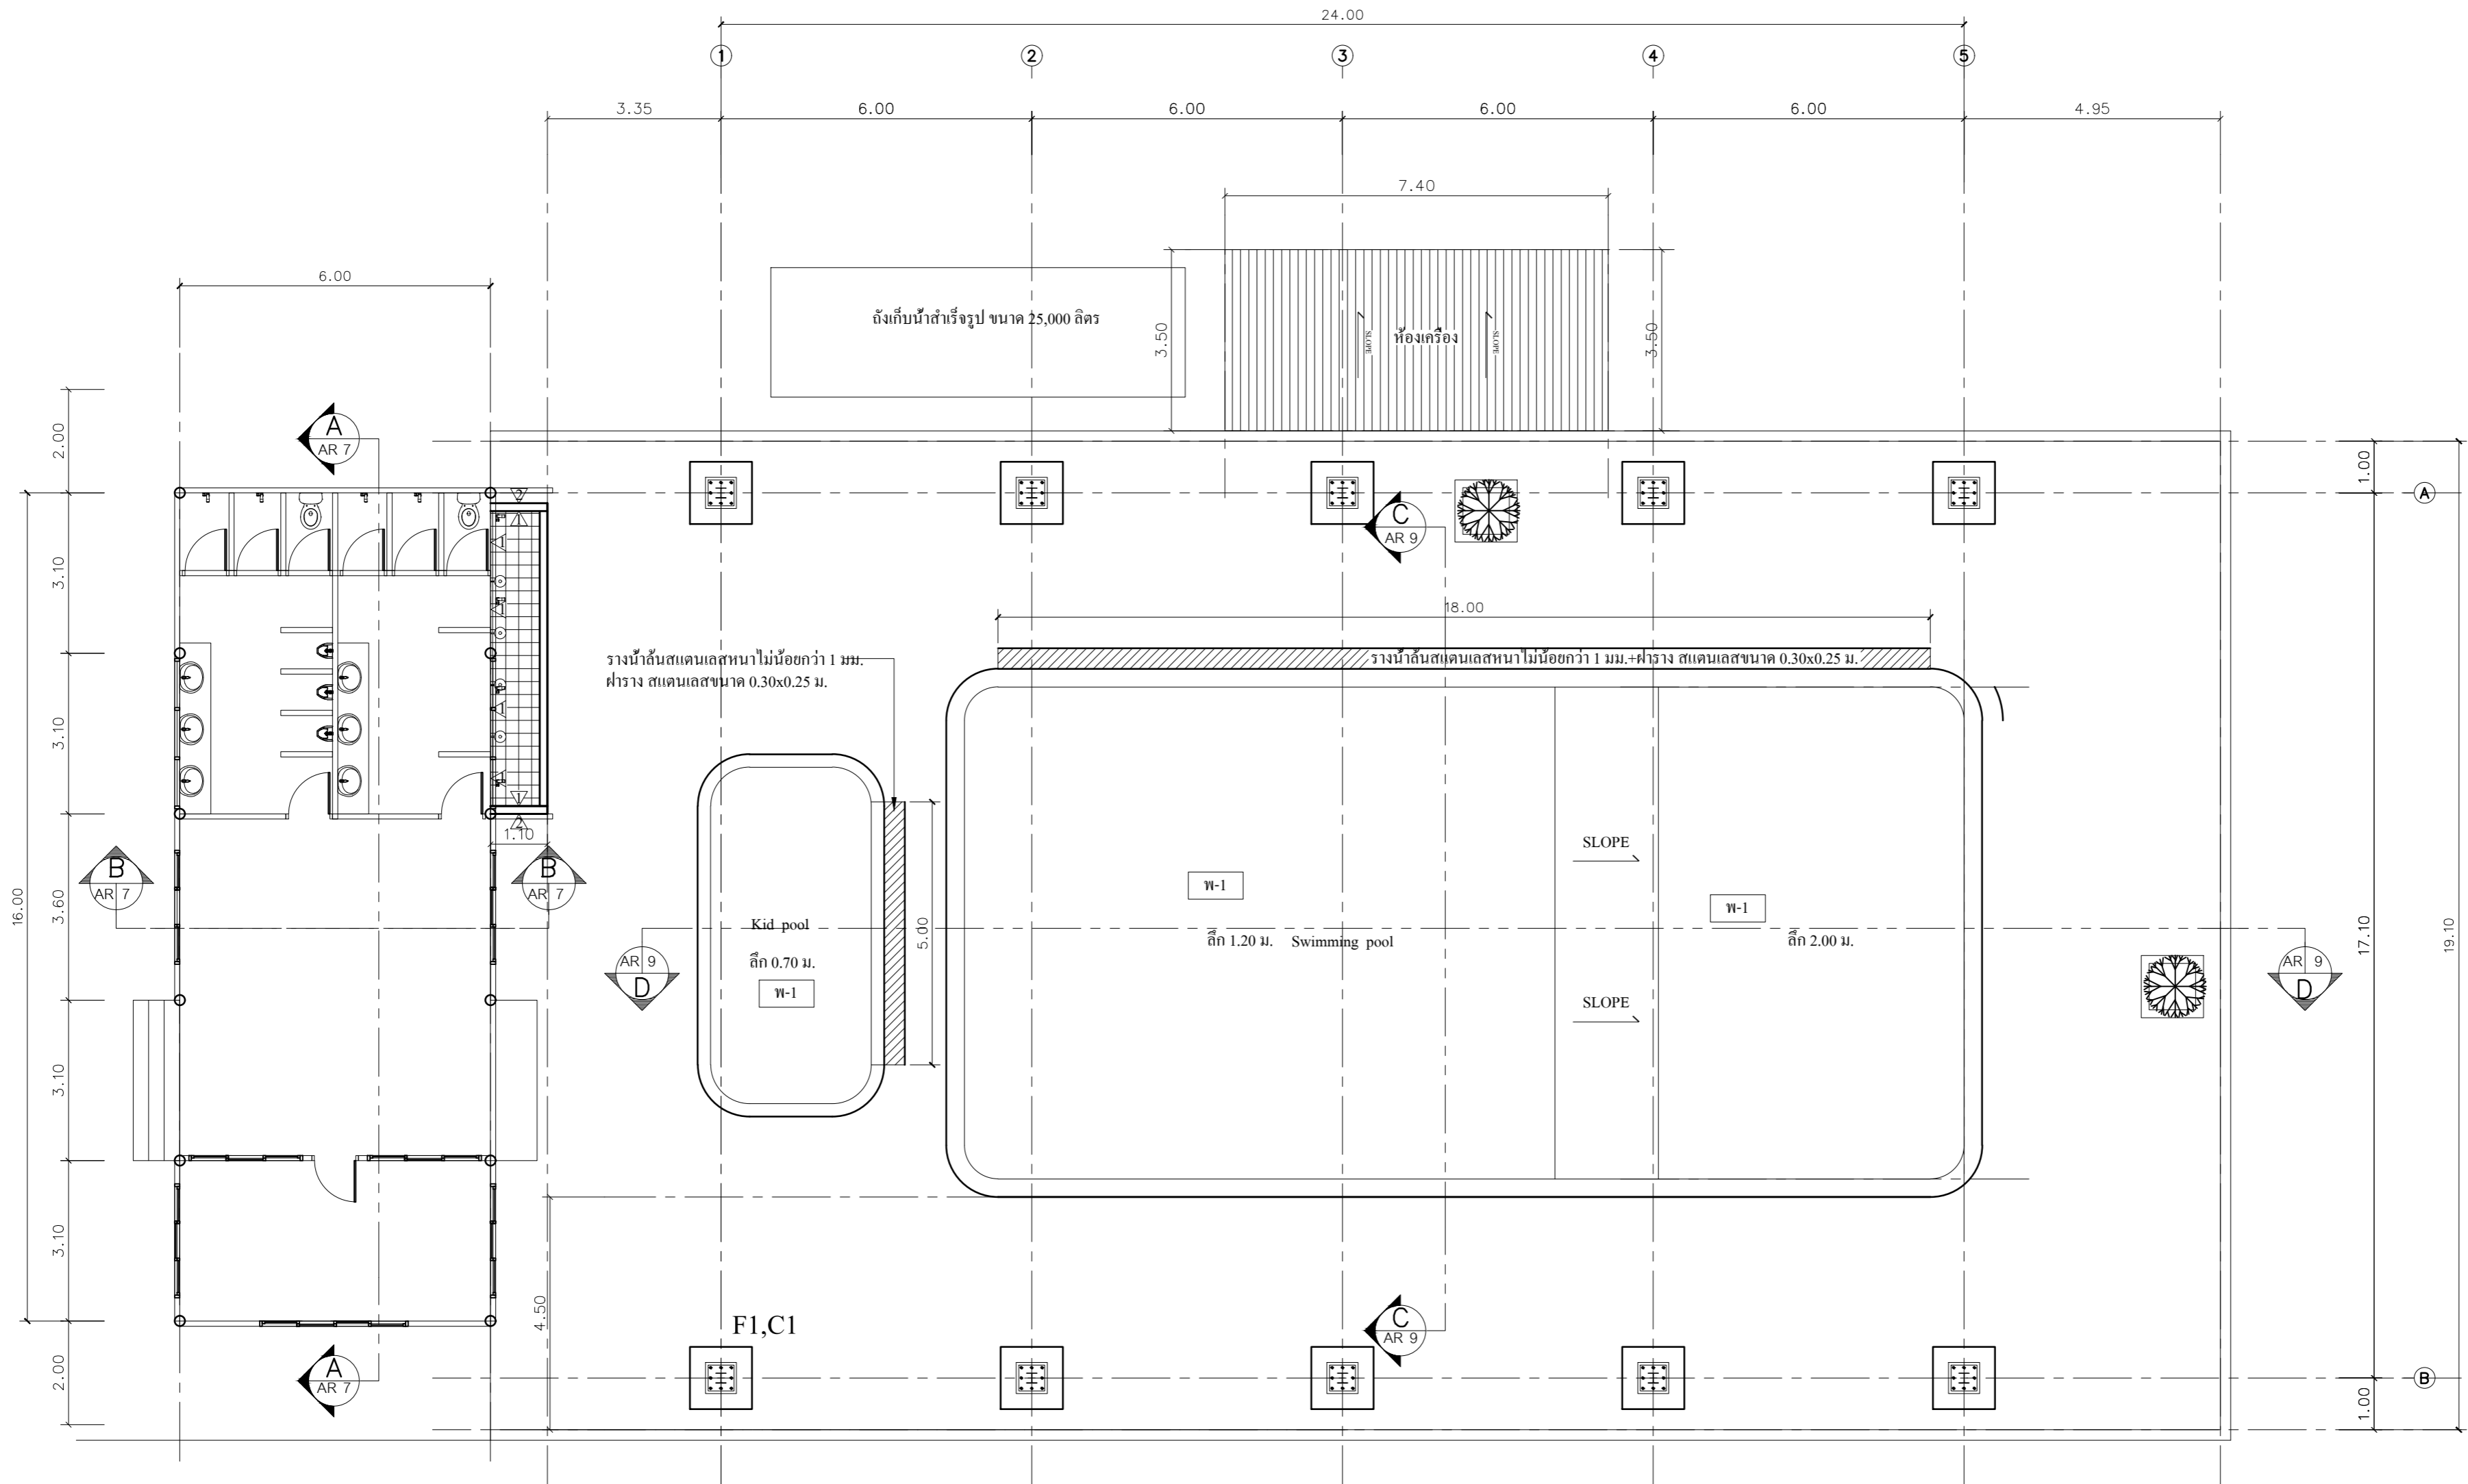 24.00
1
2
3
4
5
3.35
6.00
6.00
6.00
6.00
4.95
7.40
6.00
ถังเก็บน้ำสำเร็จรูป ขนาด 25,000 ลิตร
3.50
SLOPE
ห้องเครื่อง
SLOPE
3.50
2.00
A
AR 7
1.00
2
A
C
AR 9
1
1
3.10
1
18.00
รางน้ำล้นสแตนเลสหนาไม่น้อยกว่า 1 มม.
ฝาราง สแตนเลสขนาด 0.30x0.25 ม.
รางน้ำล้นสแตนเลสหนาไม่น้อยกว่า 1 มม.+ฝาราง สแตนเลสขนาด 0.30x0.25 ม.
3.10
1
1
1
2
1.10
SLOPE
B
AR 7
B
AR 7
พ-1
พ-1
16.00
3.60
Kid pool
5.00
ลึก 1.20 ม. Swimming pool
ลึก 2.00 ม.
17.10
19.10
ลึก 0.70 ม.
พ-1
AR 9
D
AR 9
D
SLOPE
3.10
3.10
4.50
F1,C1
C
AR 9
2.00
A
AR 7
B
1.00